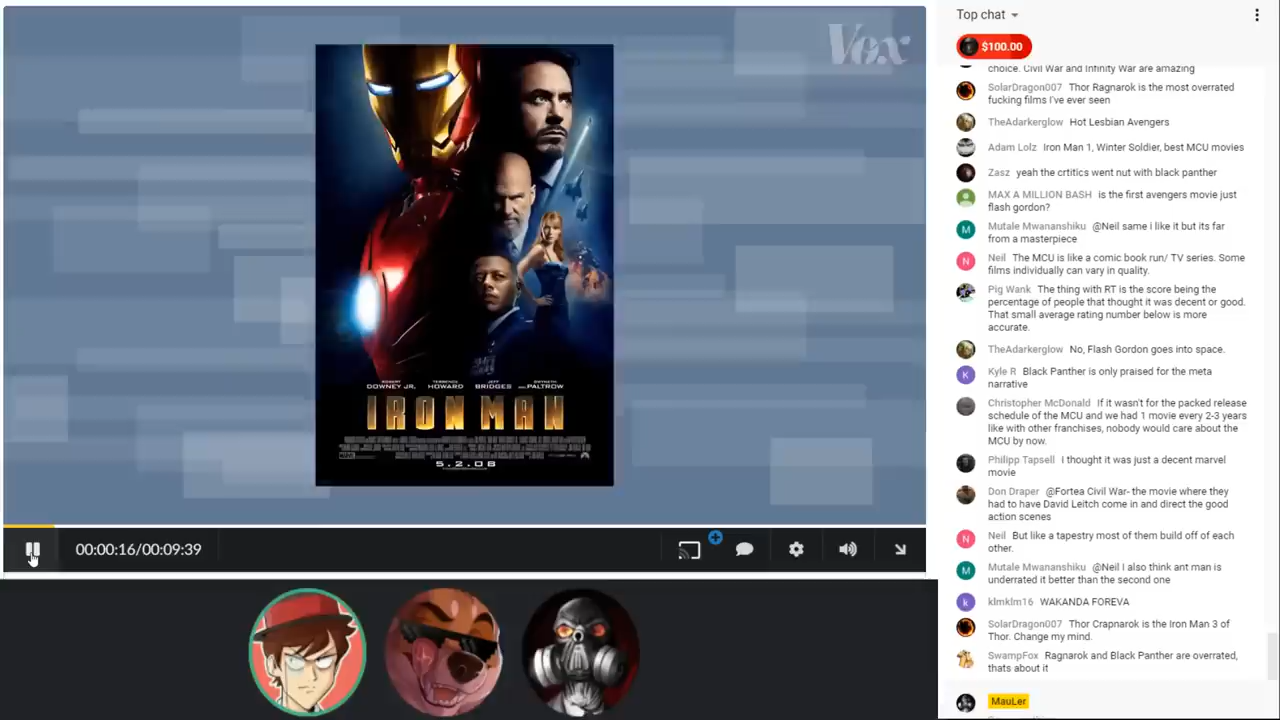 Vox
ROBERT
DOWNEY JR.
TERRENCE
HOWARD
JEFF
BRIDGES
GWYNETH
PALTROW
IRON MAN
5.2.08
00:00:16/00:09:39
Top chat
$100.00
choice. Civil War and Infinity War are amazing
SolarDragon007 Thor Ragnarok is the most overrated
fucking films I've ever seen
TheAdarkerglow Hot Lesbian Avengers
Adam Lolz Iron Man 1, Winter Soldier, best MCU movies
Zasz yeah the crtitics went nut with black panther
MAX A MILLION BASH is the first avengers movie just
flash gordon?
M
Mutale Mwananshiku @Neil same i like it but its far
from a masterpiece
N
Neil The MCU is like a comic book run/ TV series. Some
films individually can vary in quality.
Pig Wank The thing with RT is the score being the
percentage of people that thought it was decent or good.
That small average rating number below is more
accurate.
TheAdarkerglow No, Flash Gordon goes into space.
K
Kyle R Black Panther is only praised for the meta
narrative
Christopher McDonald If it wasn't for the packed release
schedule of the MCU and we had 1 movie every 2-3 years
like with other franchises, nobody would care about the
MCU by now.
Philipp Tapsell I thought it was just a decent marvel
movie
Don Draper @Fortea Civil War- the movie where they
had to have David Leitch come in and direct the good
action scenes
N
Neil But like a tapestry most of them build off of each
other.
M
Mutale Mwananshiku @Neil I also think ant man is
underrated it better than the second one
k
klmklm16 WAKANDA FOREVA
SolarDragon007 Thor Crapnarok is the Iron Man 3 of
Thor. Change my mind.
SwampFox Ragnarok and Black Panther are overrated,
thats about it
MauLer